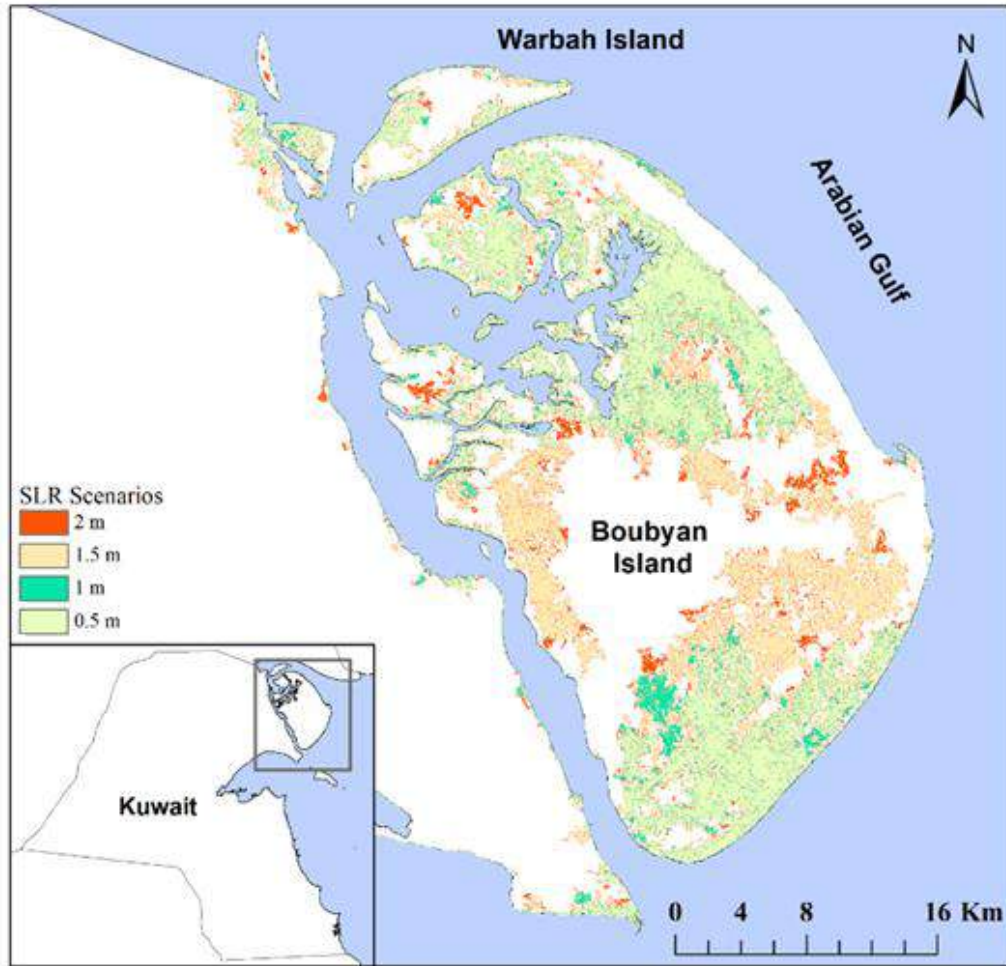 Warbah Island
N
Arabian Gulf
SLR Scenarios
2 m
1.5 m
1 m
0.5 m
Boubyan
Island
Kuwait
0 4 8 16 Km